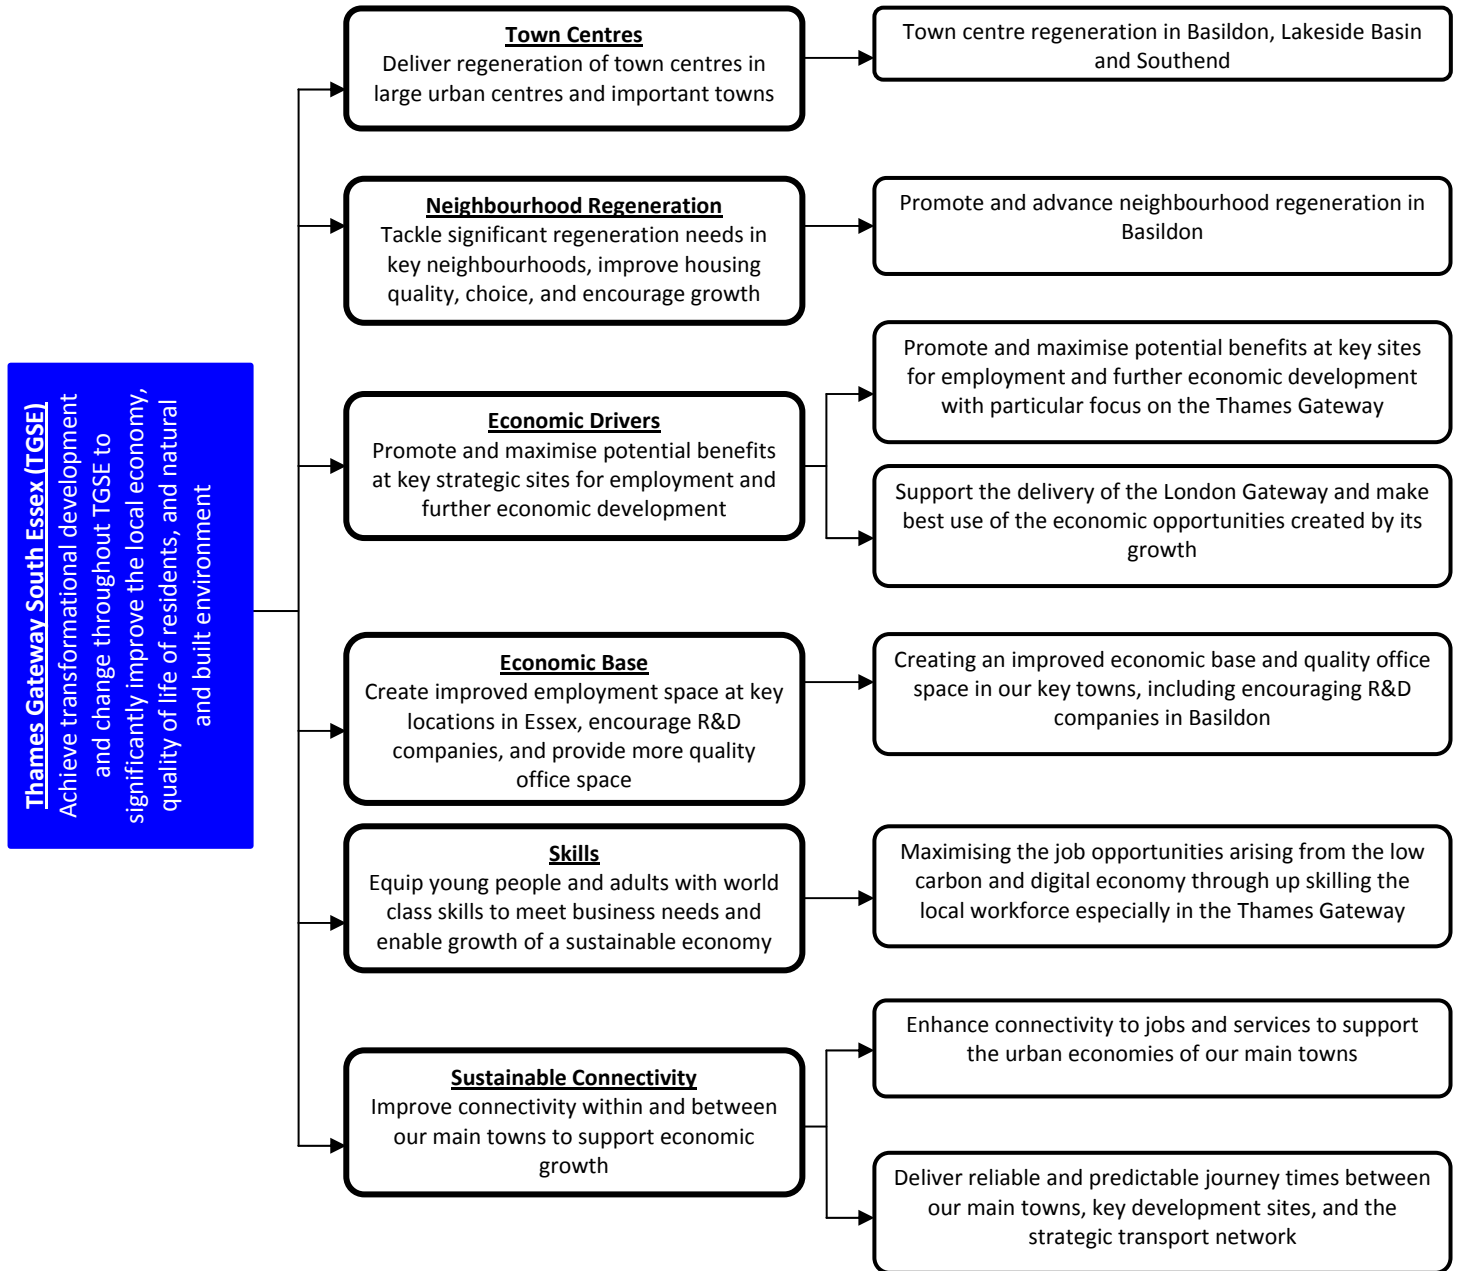 Thames Gateway South Essex (TGSE)
Achieve transformational development
and change throughout TGSE to
significantly improve the local economy,
quality of life of residents, and natural
and built environment
Town Centres
Deliver regeneration of town centres in
large urban centres and important towns
Town centre regeneration in Basildon, Lakeside Basin
and Southend
Neighbourhood Regeneration
Tackle significant regeneration needs in
key neighbourhoods, improve housing
quality, choice, and encourage growth
Promote and advance neighbourhood regeneration in
Basildon
Economic Drivers
Promote and maximise potential benefits
at key strategic sites for employment and
further economic development
Promote and maximise potential benefits at key sites
for employment and further economic development
with particular focus on the Thames Gateway
Support the delivery of the London Gateway and make
best use of the economic opportunities created by its
growth
Economic Base
Create improved employment space at key
locations in Essex, encourage R&D
companies, and provide more quality
office space
Creating an improved economic base and quality office
space in our key towns, including encouraging R&D
companies in Basildon
Skills
Equip young people and adults with world
class skills to meet business needs and
enable growth of a sustainable economy
Maximising the job opportunities arising from the low
carbon and digital economy through up skilling the
local workforce especially in the Thames Gateway
Sustainable Connectivity
Improve connectivity within and between
our main towns to support economic
growth
Enhance connectivity to jobs and services to support
the urban economies of our main towns
Deliver reliable and predictable journey times between
our main towns, key development sites, and the
strategic transport network